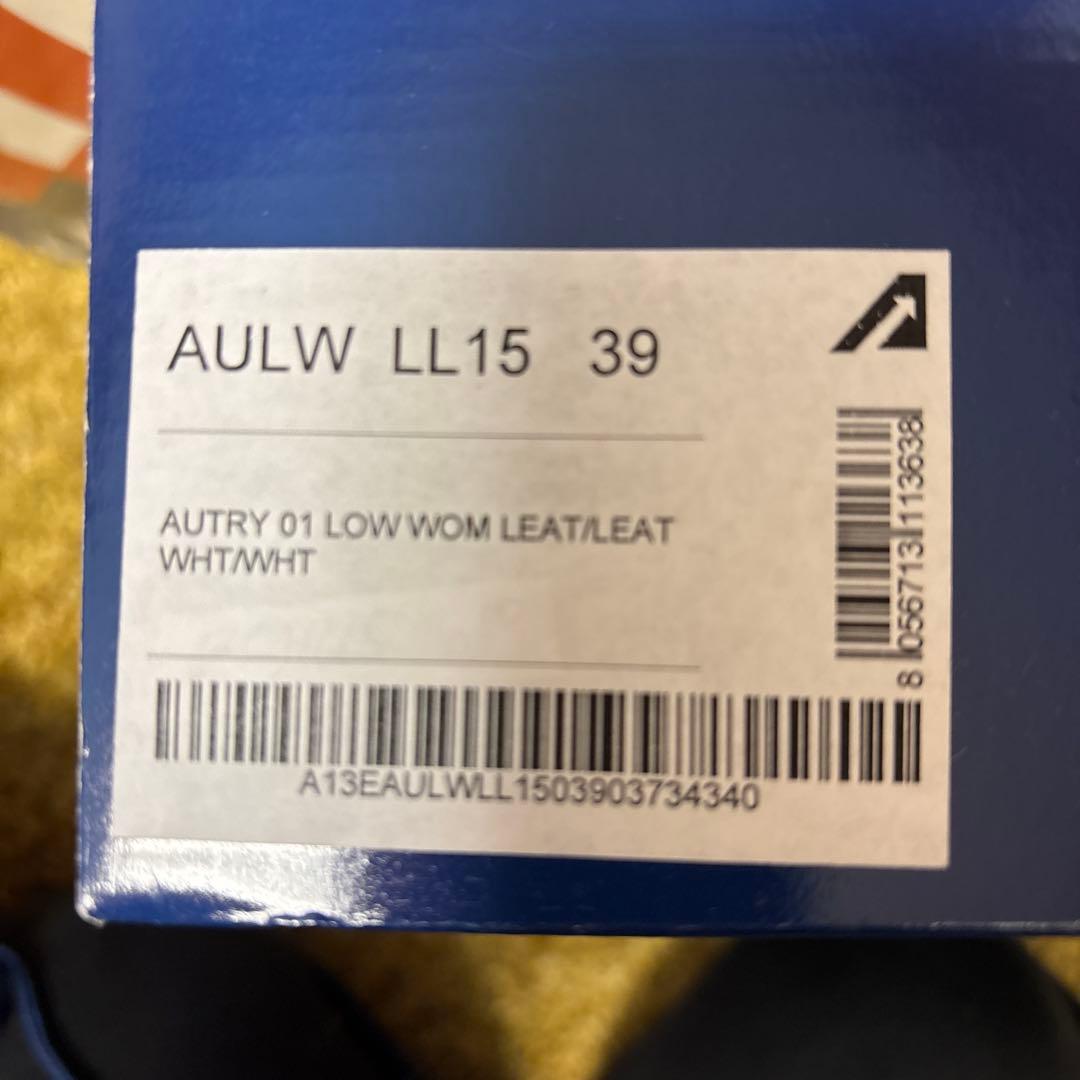 AULW LL15 39
AUTRY 01 LOW WOM LEAT/LEAT
WHT/WHT
8 056713 113638
A13EAULWLL1503903734340